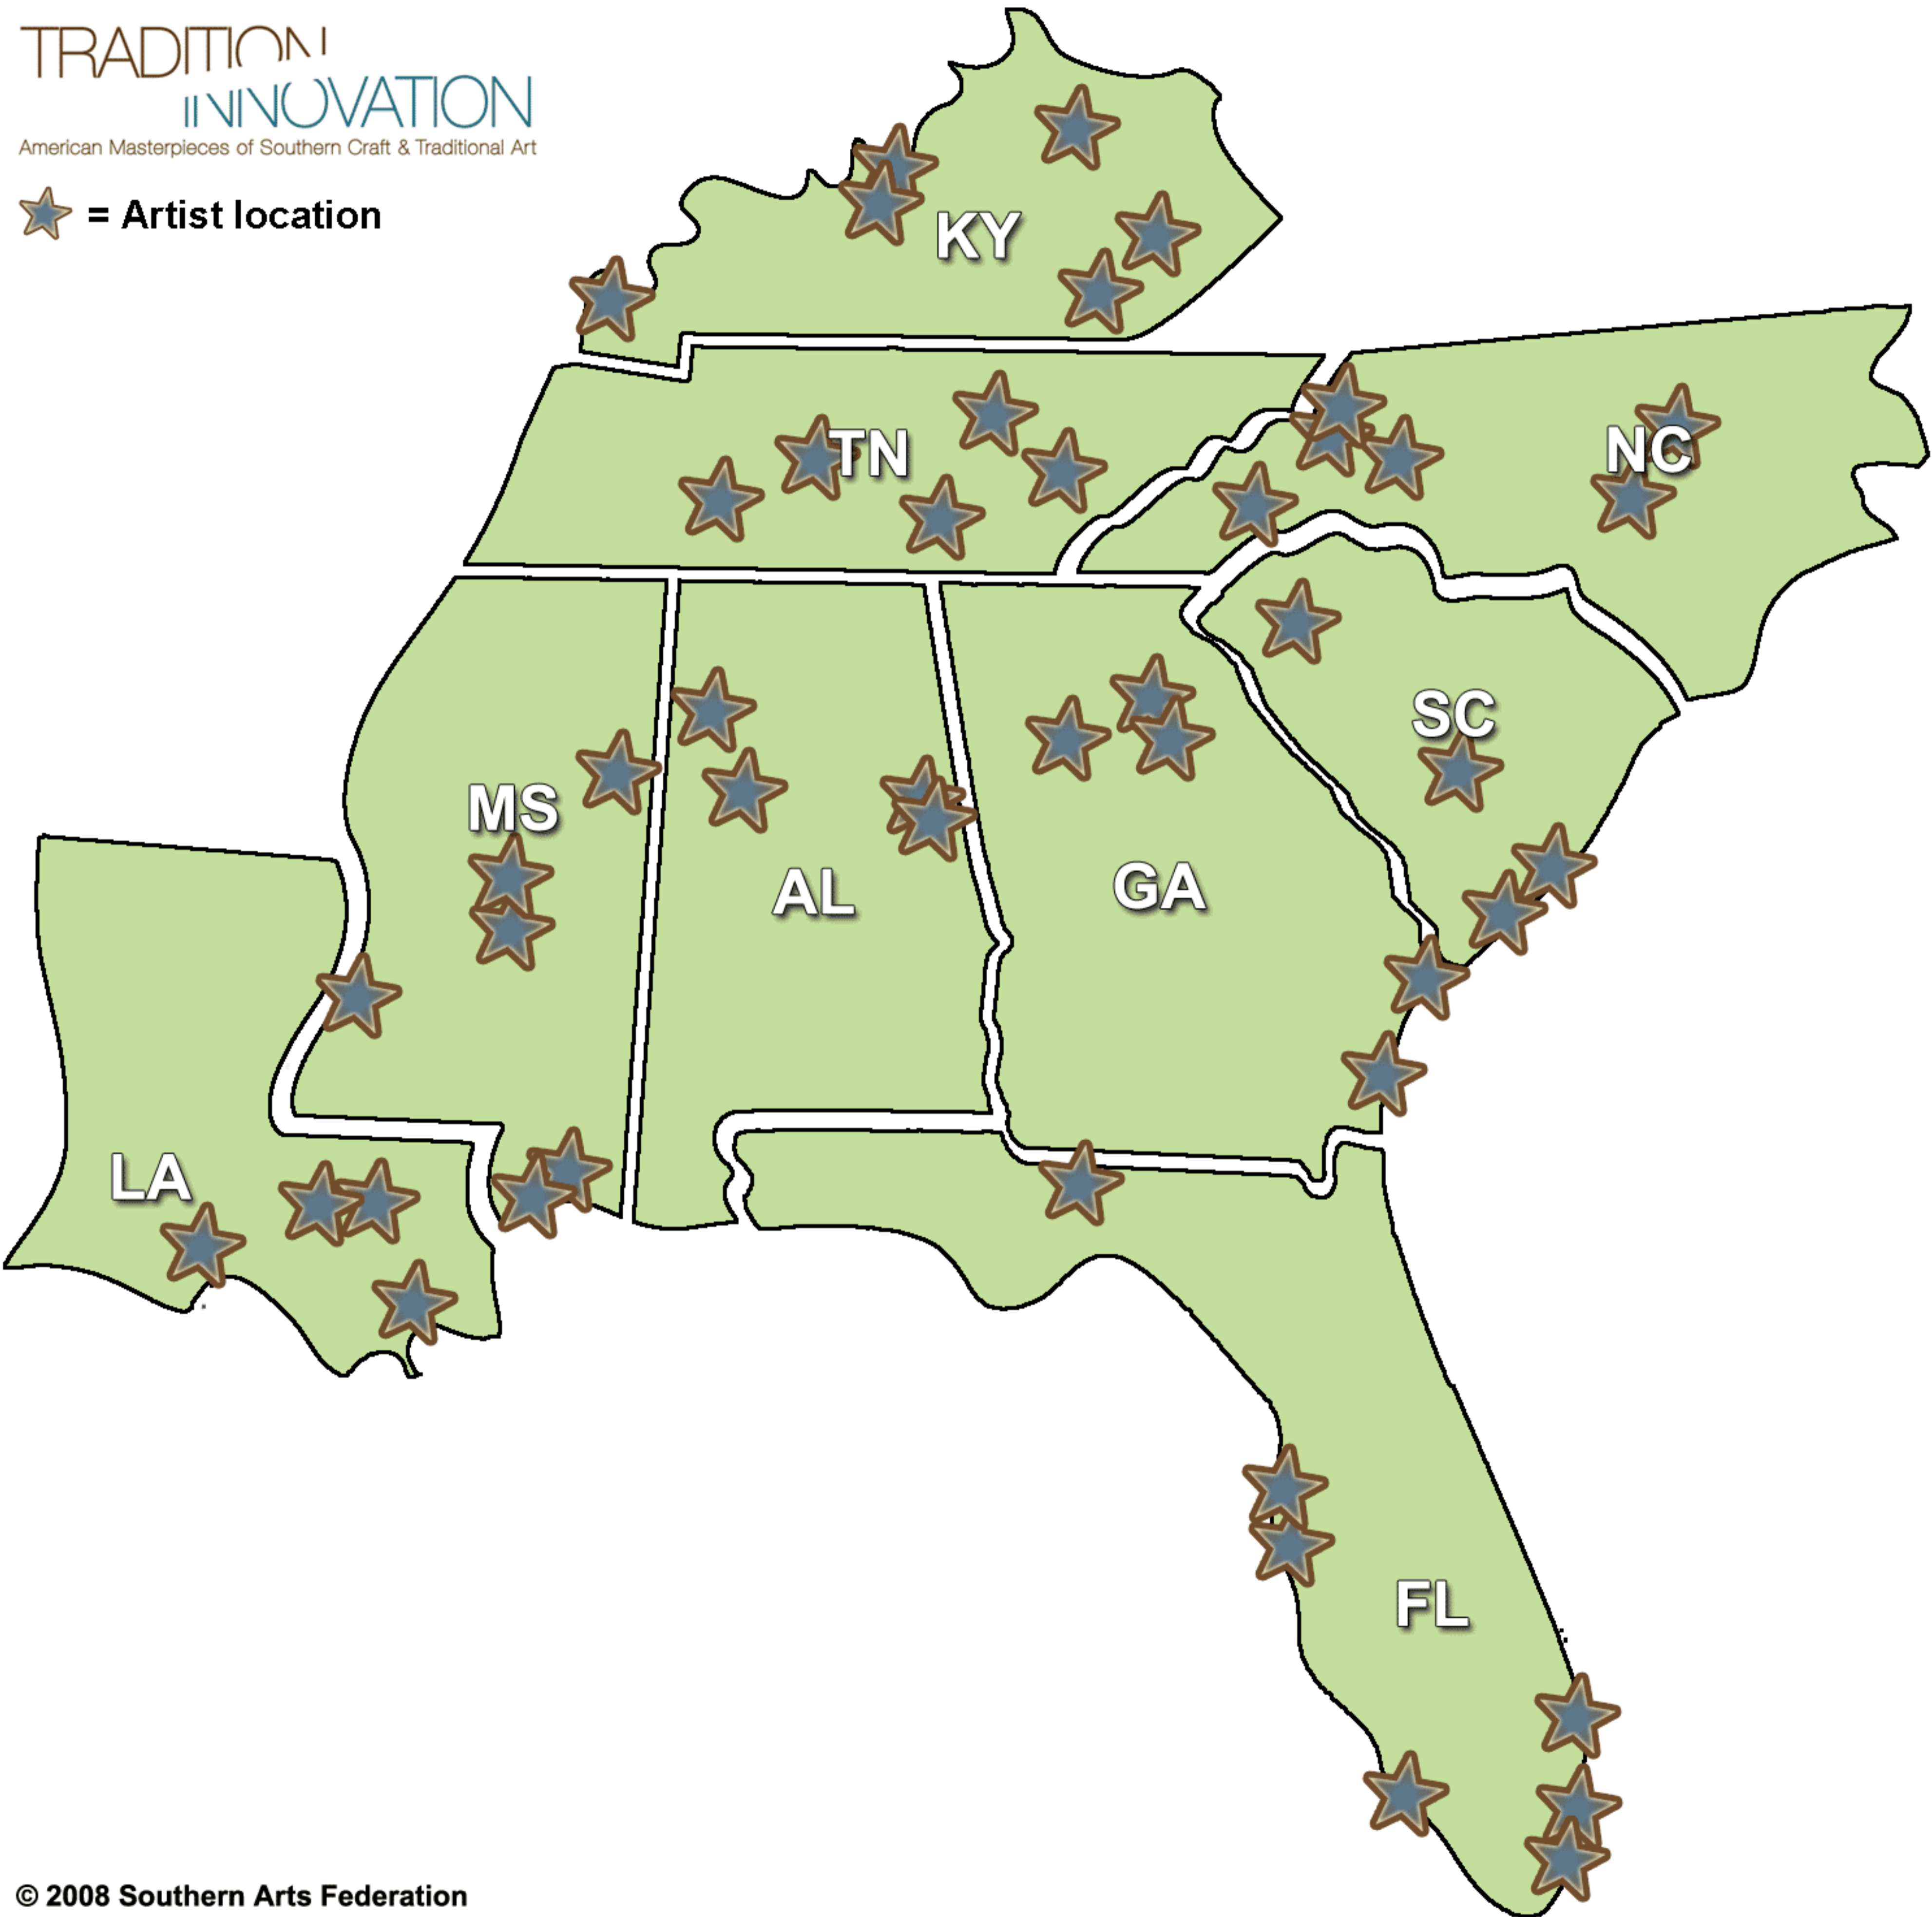 TRADITION
INNOVATION
American Masterpieces of Southern Craft & Traditional Art
= Artist location
KY
TN
NC
SC
MS
AL
GA
LA
FL
© 2008 Southern Arts Federation